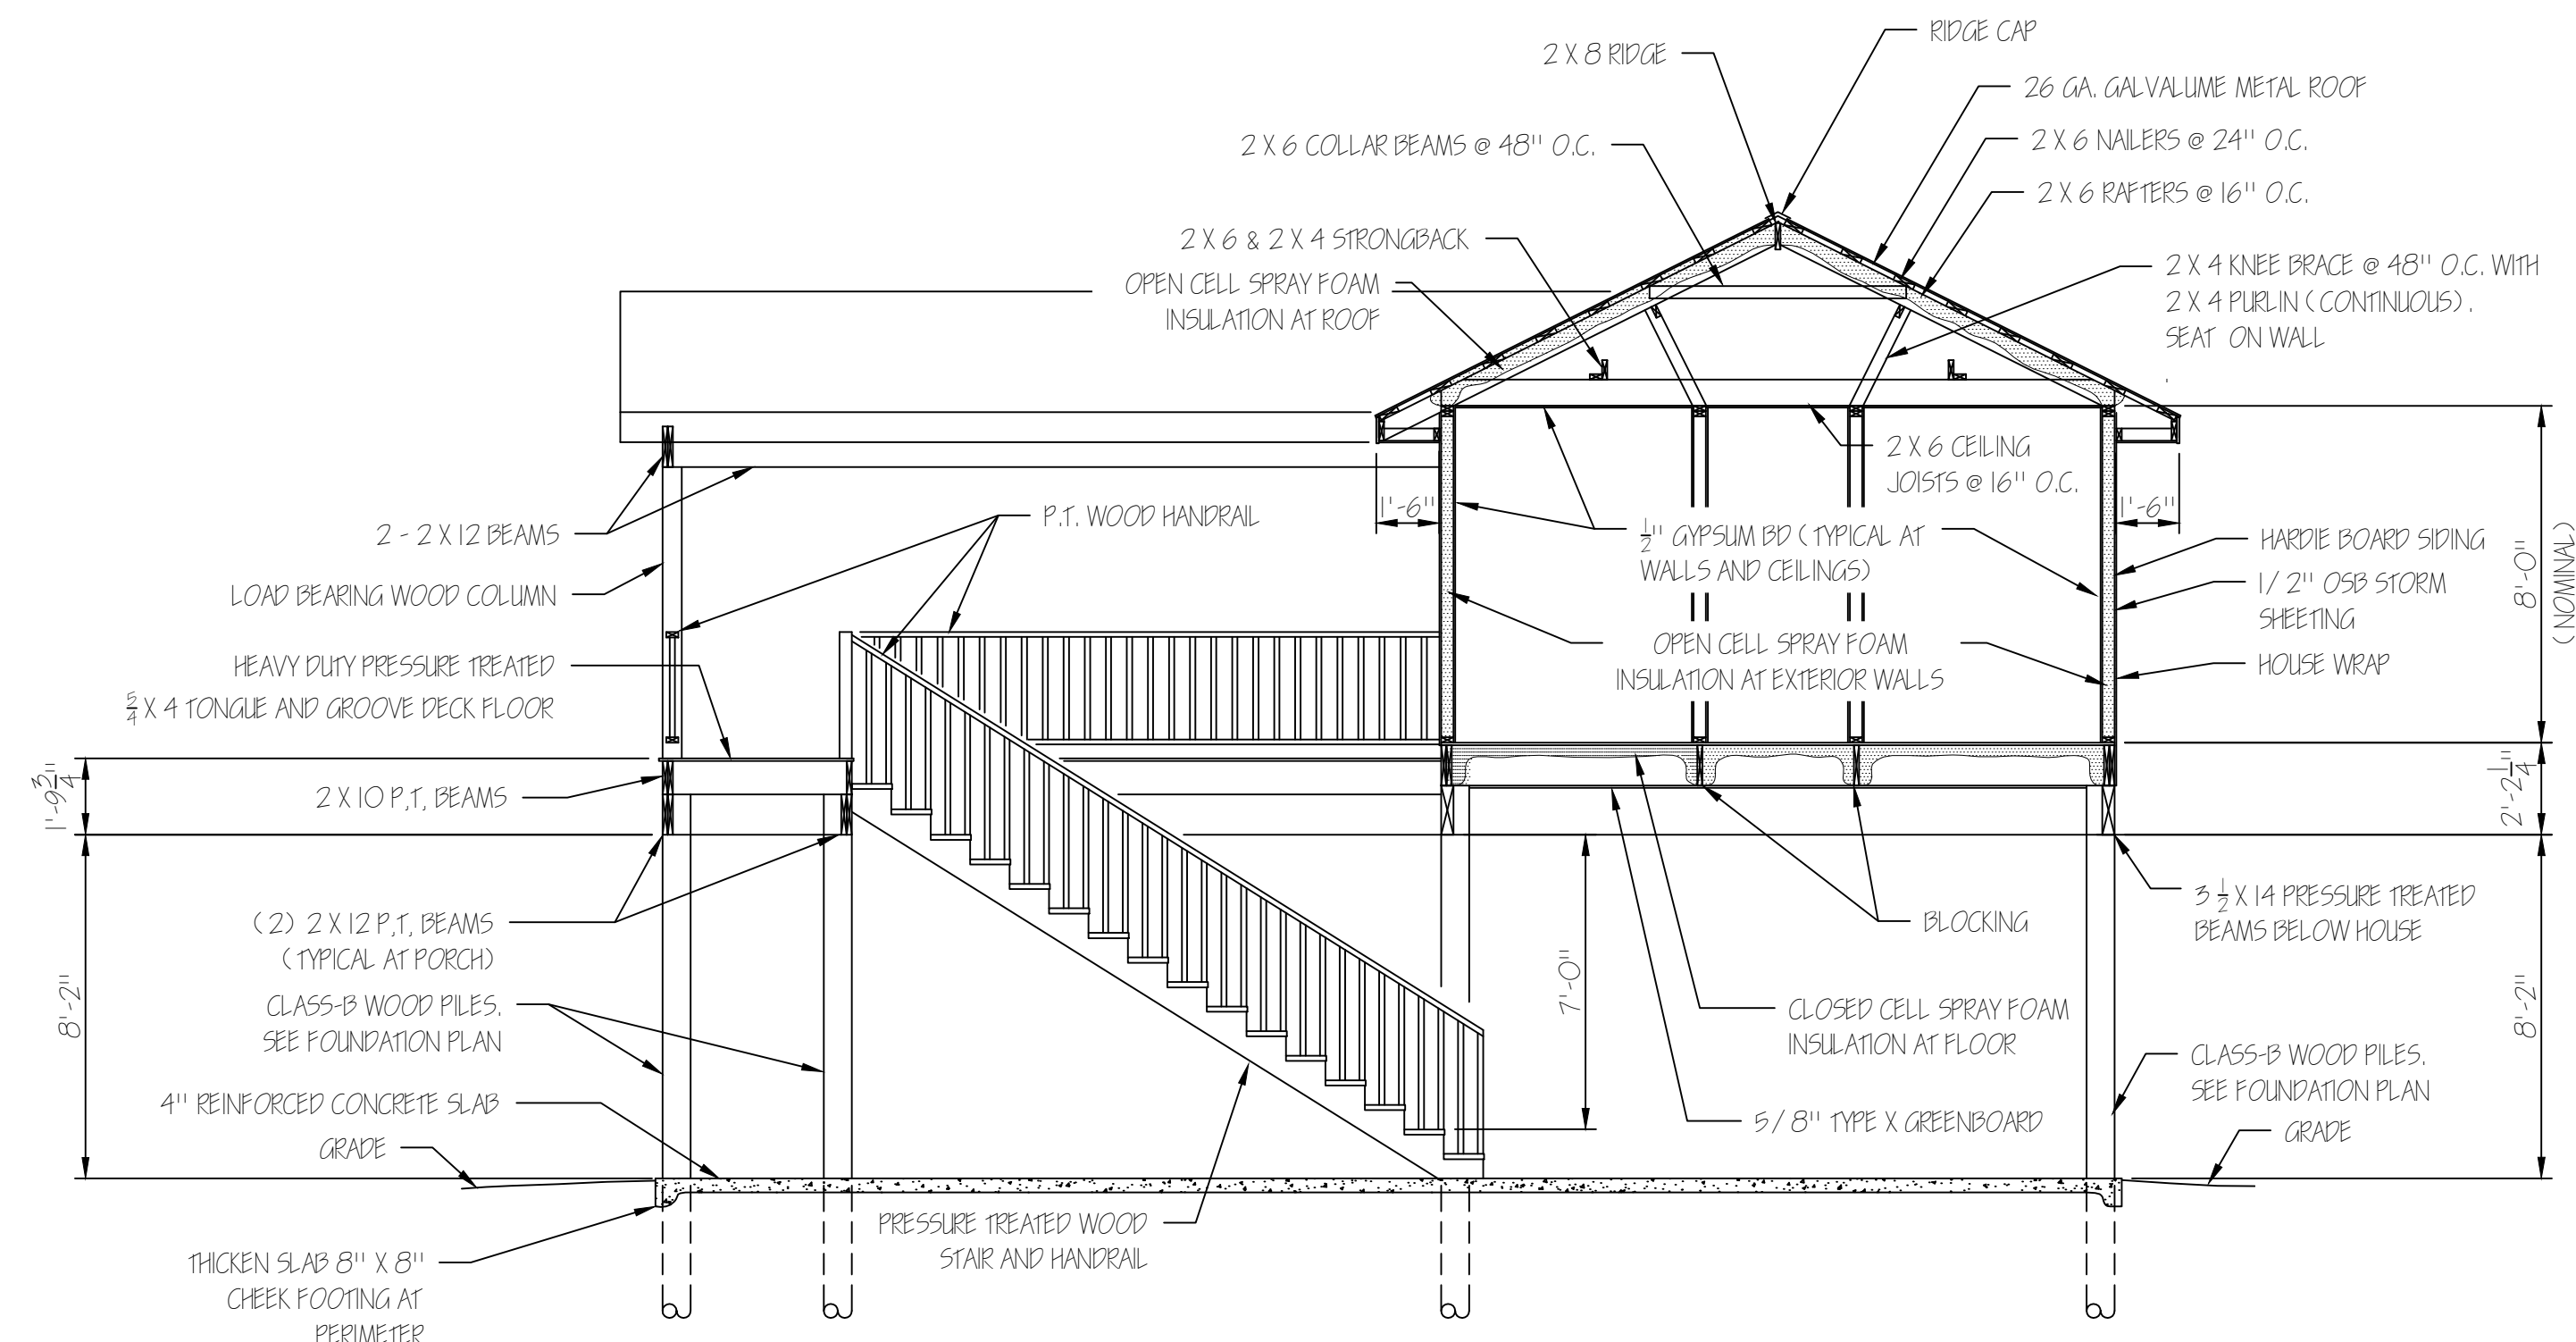 RIDGE CAP
2 X 8 RIDGE
26 GA. GALVALUME METAL ROOF
2 X 6 COLLAR BEAMS @ 48" O.C.
2 X 6 NAILERS @ 24" O.C.
2 X 6 RAFTERS @ 16" O.C.
2 X 6 & 2 X 4 STRONGBACK
OPEN CELL SPRAY FOAM
INSULATION AT ROOF
2 X 4 KNEE BRACE @ 48" O.C. WITH
2 X 4 PURLIN (CONTINUOUS).
SEAT ON WALL
2 X 6 CEILING
JOISTS @ 16" O.C.
1'-6"
1'-6"
2 - 2 X 12 BEAMS
P.T. WOOD HANDRAIL
1/2" GYPSUM BD (TYPICAL AT
WALLS AND CEILINGS)
HARDIE BOARD SIDING
1/2" OSB STORM
SHEETING
HOUSE WRAP
8'-0"
(NOMINAL)
LOAD BEARING WOOD COLUMN
OPEN CELL SPRAY FOAM
INSULATION AT EXTERIOR WALLS
HEAVY DUTY PRESSURE TREATED
5/4 X 4 TONGUE AND GROOVE DECK FLOOR
1'-9 3/4"
2 X 10 P,T, BEAMS
2'-2 1/4"
(2) 2 X 12 P,T, BEAMS
(TYPICAL AT PORCH)
BLOCKING
3 1/2 X 14 PRESSURE TREATED
BEAMS BELOW HOUSE
8'-2"
CLASS-B WOOD PILES.
SEE FOUNDATION PLAN
7'-0"
CLOSED CELL SPRAY FOAM
INSULATION AT FLOOR
8'-2"
CLASS-B WOOD PILES.
SEE FOUNDATION PLAN
4" REINFORCED CONCRETE SLAB
5/8" TYPE X GREENBOARD
GRADE
GRADE
PRESSURE TREATED WOOD
STAIR AND HANDRAIL
THICKEN SLAB 8" X 8"
CHEEK FOOTING AT
PERIMETER